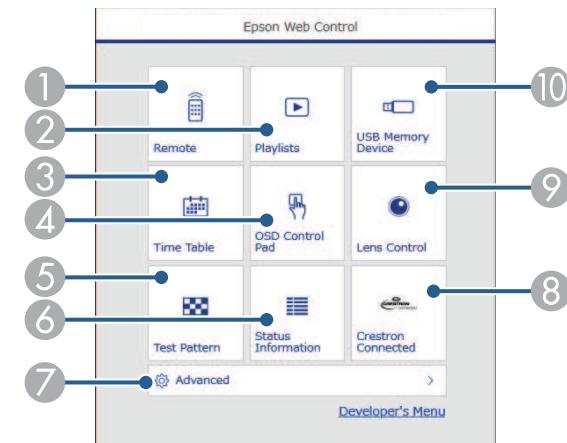 Epson Web Control
1
2
3
4
5
6
7
8
9
10
Remote
Playlists
USB Memory
Device
Time Table
OSD Control
Pad
Lens Control
Test Pattern
Status
Information
Crestron
Connected
CRESTRON
Advanced
Developer's Menu